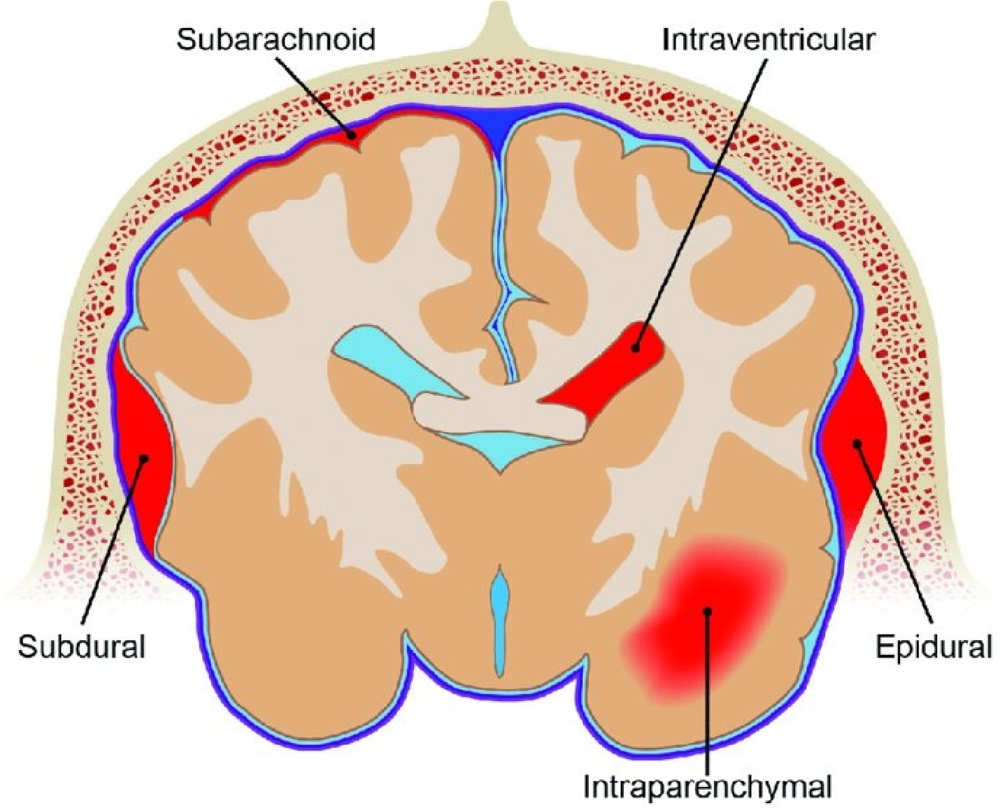 Subarachnoid
Intraventricular
Subdural
Epidural
Intraparenchymal